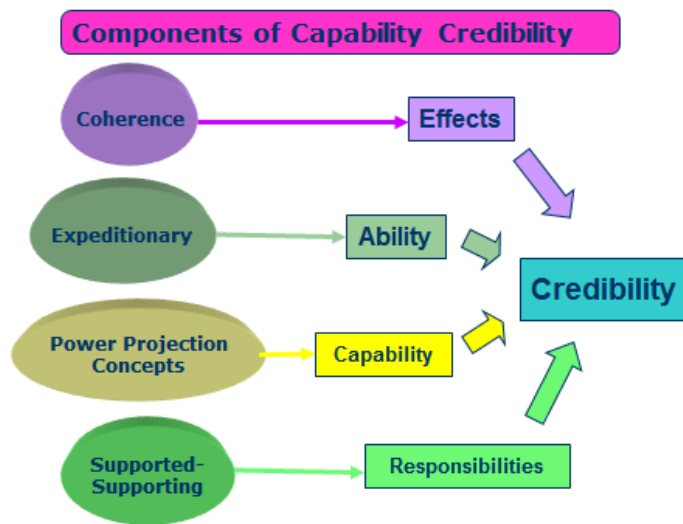 Components of Capability Credibility
Coherence
Effects
Expeditionary
Ability
Credibility
Power Projection
Concepts
Capability
Supported-
Supporting
Responsibilities